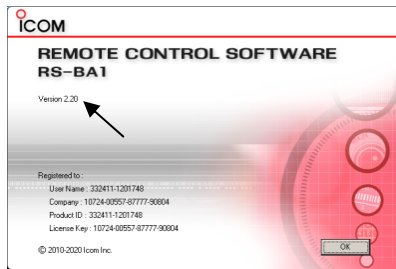 ICOM
REMOTE CONTROL SOFTWARE
RS-BA1
Version 2.20
Registered to :
User Name : 332411-1201748
Company : 10724-00557-87777-90804
Product ID : 332411-1201748
License Key : 10724-00557-87777-90804
© 2010-2020 Icom Inc.
OK